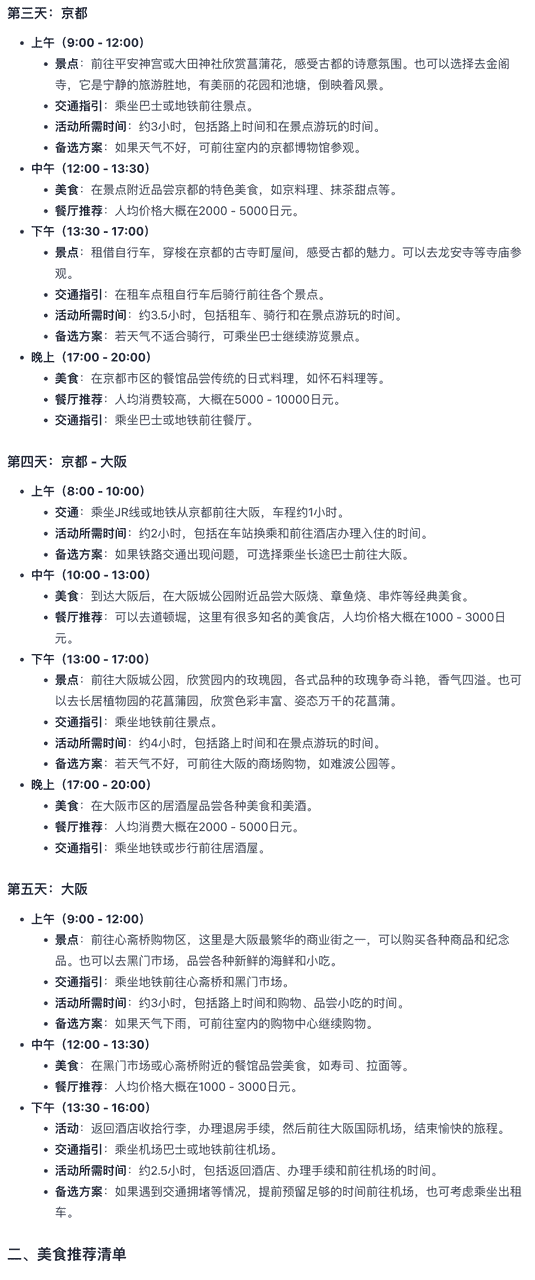 第三天：京都
• 上午（9:00 - 12:00）
• 景点：前往平安神宫或大田神社欣赏菖蒲花，感受古都的诗意氛围。也可以选择去金阁
寺，它是宁静的旅游胜地，有美丽的花园和池塘，倒映着风景。
• 交通指引：乘坐巴士或地铁前往景点。
• 活动所需时间：约3小时，包括路上时间和在景点游玩的时间。
• 备选方案：如果天气不好，可前往室内的京都博物馆参观。
• 中午（12:00 - 13:30）
• 美食：在景点附近品尝京都的特色美食，如京料理、抹茶甜点等。
• 餐厅推荐：人均价格大概在2000 - 5000日元。
• 下午（13:30 - 17:00）
• 景点：租借自行车，穿梭在京都的古寺町屋间，感受古都的魅力。可以去龙安寺等寺庙参
观。
• 交通指引：在租车点租自行车后骑行前往各个景点。
• 活动所需时间：约3.5小时，包括租车、骑行和在景点游玩的时间。
• 备选方案：若天气不适合骑行，可乘坐巴士继续游览景点。
• 晚上（17:00 - 20:00）
• 美食：在京都市区的餐馆品尝传统的日式料理，如怀石料理等。
• 餐厅推荐：人均消费较高，大概在5000 - 10000日元。
• 交通指引：乘坐巴士或地铁前往餐厅。
第四天：京都 - 大阪
• 上午（8:00 - 10:00）
• 交通：乘坐JR线或地铁从京都前往大阪，车程约1小时。
• 活动所需时间：约2小时，包括在车站换乘和前往酒店办理入住的时间。
• 备选方案：如果铁路交通出现问题，可选择乘坐长途巴士前往大阪。
• 中午（10:00 - 13:00）
• 美食：到达大阪后，在大阪城公园附近品尝大阪烧、章鱼烧、串炸等经典美食。
• 餐厅推荐：可以去道顿堀，这里有很多知名的美食店，人均价格大概在1000 - 3000日
元。
• 下午（13:00 - 17:00）
• 景点：前往大阪城公园，欣赏园内的玫瑰园，各式品种的玫瑰争奇斗艳，香气四溢。也可
以去长居植物园的花菖蒲园，欣赏色彩丰富、姿态万千的花菖蒲。
• 交通指引：乘坐地铁前往景点。
• 活动所需时间：约4小时，包括路上时间和在景点游玩的时间。
• 备选方案：若天气不好，可前往大阪的商场购物，如难波公园等。
• 晚上（17:00 - 20:00）
• 美食：在大阪市区的居酒屋品尝各种美食和美酒。
• 餐厅推荐：人均消费大概在2000 - 5000日元。
• 交通指引：乘坐地铁或步行前往居酒屋。
第五天：大阪
• 上午（9:00 - 12:00）
• 景点：前往心斋桥购物区，这里是大阪最繁华的商业街之一，可以购买各种商品和纪念
品。也可以去黑门市场，品尝各种新鲜的海鲜和小吃。
• 交通指引：乘坐地铁前往心斋桥和黑门市场。
• 活动所需时间：约3小时，包括路上时间和购物、品尝小吃的时间。
• 备选方案：如果天气下雨，可前往室内的购物中心继续购物。
• 中午（12:00 - 13:30）
• 美食：在黑门市场或心斋桥附近的餐馆品尝美食，如寿司、拉面等。
• 餐厅推荐：人均价格大概在1000 - 3000日元。
• 下午（13:30 - 16:00）
• 活动：返回酒店收拾行李，办理退房手续，然后前往大阪国际机场，结束愉快的旅程。
• 交通指引：乘坐机场巴士或地铁前往机场。
• 活动所需时间：约2.5小时，包括返回酒店、办理手续和前往机场的时间。
• 备选方案：如果遇到交通拥堵等情况，提前预留足够的时间前往机场，也可考虑乘坐出租
车。
二、美食推荐清单